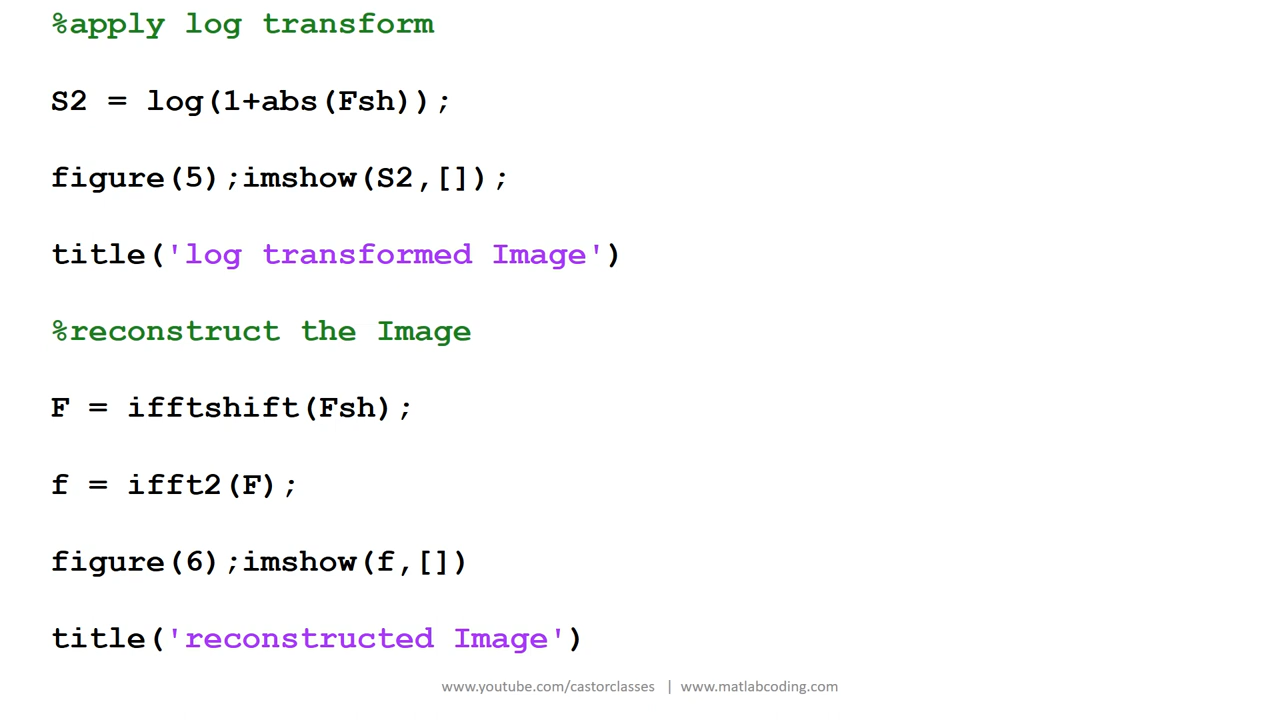 %apply log transform
S2 = log(1+abs(Fsh));
figure(5);imshow(S2,[]);
title('log transformed Image')
%reconstruct the Image
F = ifftshift(Fsh);
f = ifft2(F);
figure(6);imshow(f,[])
title('reconstructed Image')
www.youtube.com/castorclasses | www.matlabcoding.com